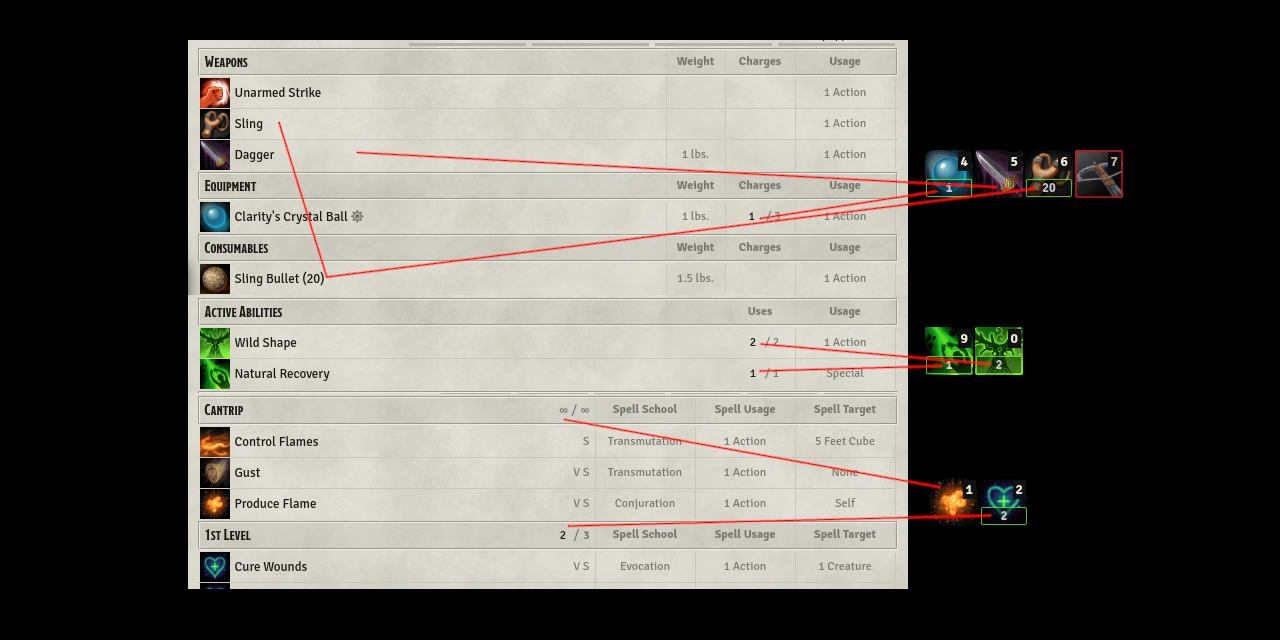 Weapons Weight Charges Usage
Unarmed Strike 1 Action
Sling 1 Action
Dagger 1 lbs. 1 Action
4 5 6 7
1 20
Equipment Weight Charges Usage
Clarity's Crystal Ball 1 lbs. 1 / 3 1 Action
Consumables Weight Charges Usage
Sling Bullet (20) 1.5 lbs. 1 Action
Active Abilities Uses Usage
Wild Shape 2 / 2 1 Action
9 0
1 2
Natural Recovery 1 / 1 Special
Cantrip ∞ / ∞ Spell School Spell Usage Spell Target
Control Flames S Transmutation 1 Action 5 Feet Cube
Gust V S Transmutation 1 Action None
Produce Flame V S Conjuration 1 Action Self
1 2
2
1st Level 2 / 3 Spell School Spell Usage Spell Target
Cure Wounds V S Evocation 1 Action 1 Creature